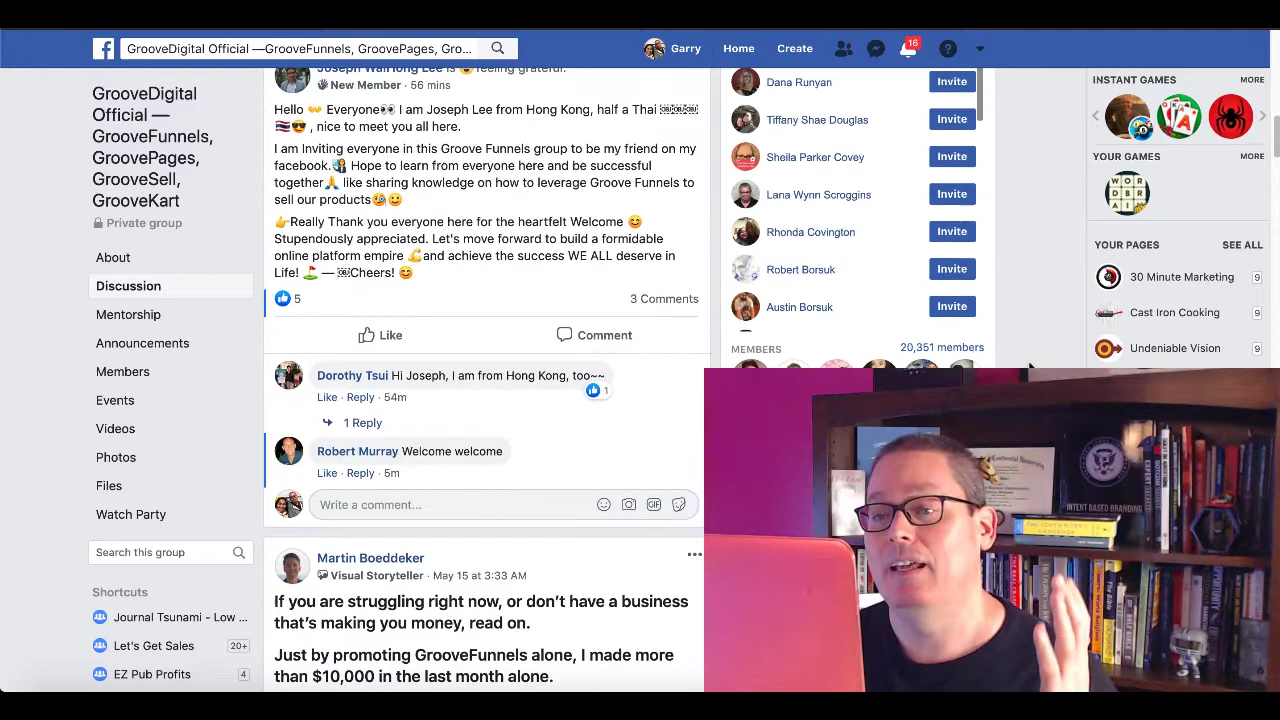 GrooveDigital Official —GrooveFunnels, GroovePages, Gro...
Garry
Home
Create
16
GrooveDigital
Official —
GrooveFunnels,
GroovePages,
GrooveSell,
GrooveKart
Private group
About
Discussion
Mentorship
Announcements
Members
Events
Videos
Photos
Files
Watch Party
Search this group
Shortcuts
Journal Tsunami - Low ...
Let's Get Sales 20+
EZ Pub Profits 4
feeling grateful.
New Member · 56 mins
Hello 👐 Everyone👀 I am Joseph Lee from Hong Kong, half a Thai
🇹🇭😎 , nice to meet you all here.
I am Inviting everyone in this Groove Funnels group to be my friend on my
facebook. Hope to learn from everyone here and be successful
together🙏 like sharing knowledge on how to leverage Groove Funnels to
sell our products
👉Really Thank you everyone here for the heartfelt Welcome 😊
Stupendously appreciated. Let's move forward to build a formidable
online platform empire 💪and achieve the success WE ALL deserve in
Life! ⛳ — Cheers! 😊
5
3 Comments
Like
Comment
Dorothy Tsui Hi Joseph, I am from Hong Kong, too~~
1
Like · Reply · 54m
1 Reply
Robert Murray Welcome welcome
Like · Reply · 5m
Write a comment...
GIF
Martin Boeddeker
Visual Storyteller · May 15 at 3:33 AM
If you are struggling right now, or don't have a business
that's making you money, read on.
Just by promoting GrooveFunnels alone, I made more
than $10,000 in the last month alone.
Dana Runyan Invite
Tiffany Shae Douglas Invite
Sheila Parker Covey Invite
Lana Wynn Scroggins Invite
Rhonda Covington Invite
Robert Borsuk Invite
Austin Borsuk Invite
MEMBERS
20,351 members
INSTANT GAMES
MORE
YOUR GAMES
MORE
WORD
BRAI
YOUR PAGES
SEE ALL
30 Minute Marketing 9
Cast Iron Cooking 9
Undeniable Vision 9
INTENT BASED BRANDING